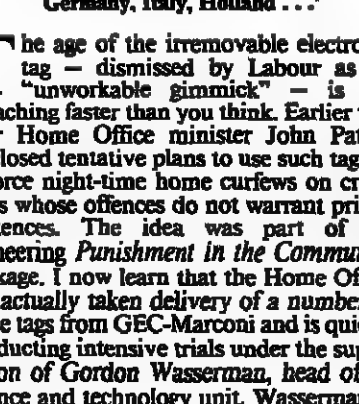 Germany, Italy, Holland . . .'
he age of the irremovable electro
tag — dismissed by Labour as
"unworkable gimmick" — is
aching faster than you think. Earlier
Home Office minister John Pat
losed tentative plans to use such tag
orce night-time home curfews on cr
s whose offences do not warrant pri
ences. The idea was part of
neering Punishment in the Commu
kage. I now learn that the Home Of
actually taken delivery of a numbe
e tags from GEC-Marconi and is qui
ducting intensive trials under the su
on of Gordon Wasserman, head of
nce and technology unit. Wasserma